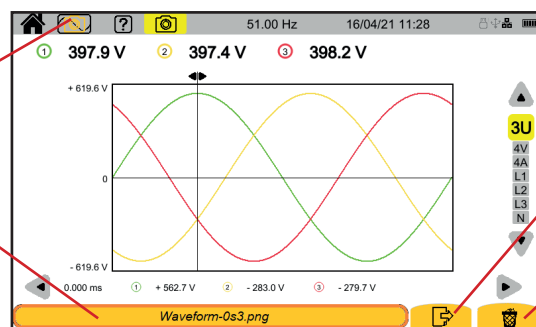 ? 51.00 Hz 16/04/21 11:28
1 397.9 V 2 397.4 V 3 398.2 V
+ 619.6 V
0
- 619.6 V
3U
4V
4A
L1
L2
L3
N
0.000 ms 1 + 562.7 V 2 - 283.0 V 3 - 279.7 V
Waveform-0s3.png